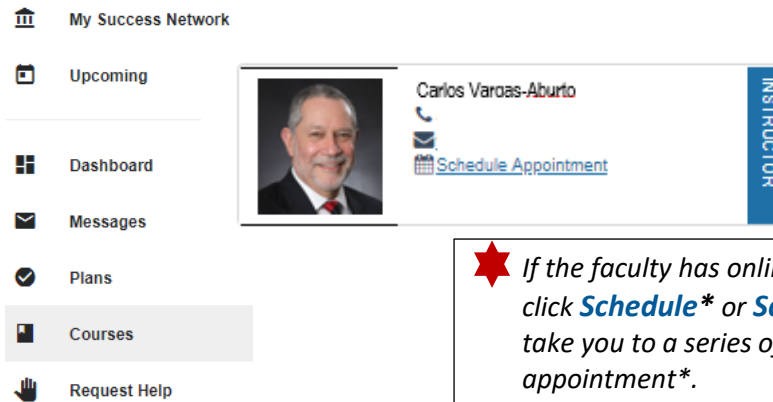 My Success Network
Upcoming
Carlos Vargas-Aburto
Schedule Appointment
INSTRUCTOR
Dashboard
Messages
Plans
Courses
Request Help
If the faculty has onli
click Schedule* or S
take you to a series o
appointment*.